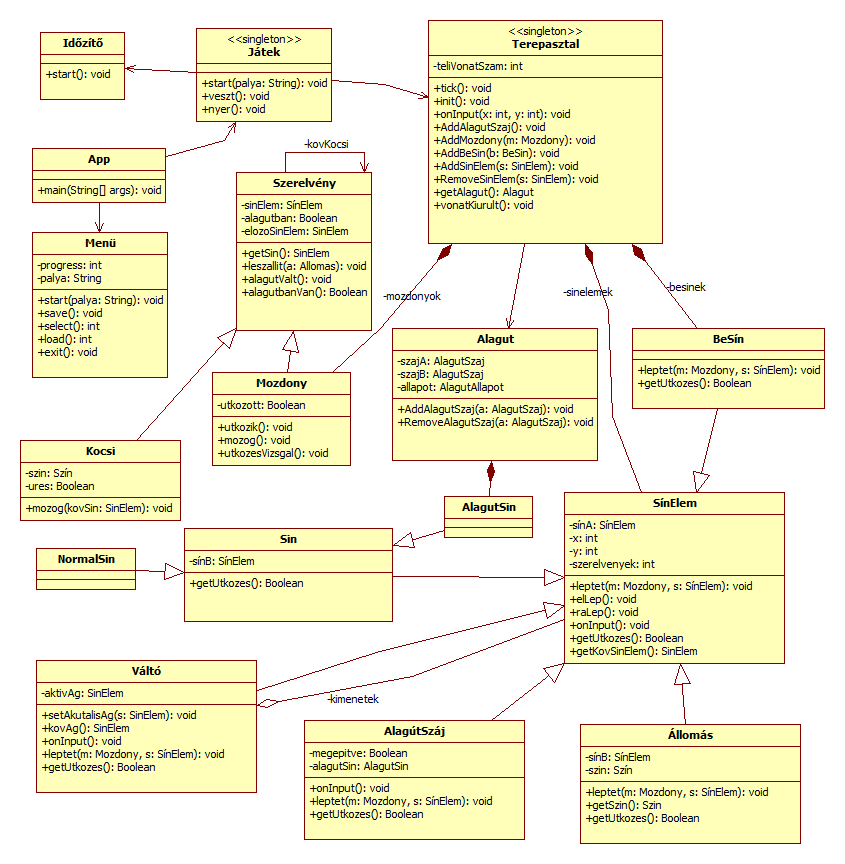 Időzítő
+start(): void
<<singleton>>
Játek
+start(palya: String): void
+veszt(): void
+nyer(): void
<<singleton>>
Terepasztal
-teliVonatSzam: int
+tick(): void
+init(): void
+onInput(x: int, y: int): void
+AddAlagutSzaj(): void
+AddMozdony(m: Mozdony): void
+AddBeSin(b: BeSin): void
+AddSinElem(s: SinElem): void
+RemoveSinElem(s: SinElem): void
+getAlagut(): Alagut
+vonatKiurult(): void
App
+main(String[] args): void
-kovKocsi
Szerelvény
-sinElem: SínElem
-alagutban: Boolean
-elozoSinElem: SinElem
+getSin(): SinElem
+leszallit(a: Allomas): void
+alagutValt(): void
+alagutbanVan(): Boolean
Menü
-progress: int
-palya: String
+start(palya: String): void
+save(): void
+select(): int
+load(): int
+exit(): void
-mozdonyok
-sinelemek
-besinek
Alagut
-szajA: AlagutSzaj
-szajB: AlagutSzaj
-allapot: AlagutAllapot
+AddAlagutSzaj(a: AlagutSzaj): void
+RemoveAlagutSzaj(a: AlagutSzaj): void
BeSín
+leptet(m: Mozdony, s: SínElem): void
+getUtkozes(): Boolean
Mozdony
-utkozott: Boolean
+utkozik(): void
+mozog(): void
+utkozesVizsgal(): void
Kocsi
-szin: Szín
-ures: Boolean
+mozog(kovSin: SinElem): void
AlagutSin
SínElem
-sínA: SínElem
-x: int
-y: int
-szerelvenyek: int
+leptet(m: Mozdony, s: SínElem): void
+elLep(): void
+raLep(): void
+onInput(): void
+getUtkozes(): Boolean
+getKovSinElem(): SinElem
NormalSin
Sin
-sínB: SínElem
+getUtkozes(): Boolean
Váltó
-aktivAg: SinElem
+setAkutalisAg(s: SinElem): void
+kovAg(): SinElem
+onInput(): void
+leptet(m: Mozdony, s: SínElem): void
+getUtkozes(): Boolean
-kimenetek
AlagútSzáj
-megepitve: Boolean
-alagutSin: AlagutSin
+onInput(): void
+leptet(m: Mozdony, s: SínElem): void
+getUtkozes(): Boolean
Állomás
-sínB: SínElem
-szin: Szín
+leptet(m: Mozdony, s: SínElem): void
+getSzin(): Szin
+getUtkozes(): Boolean